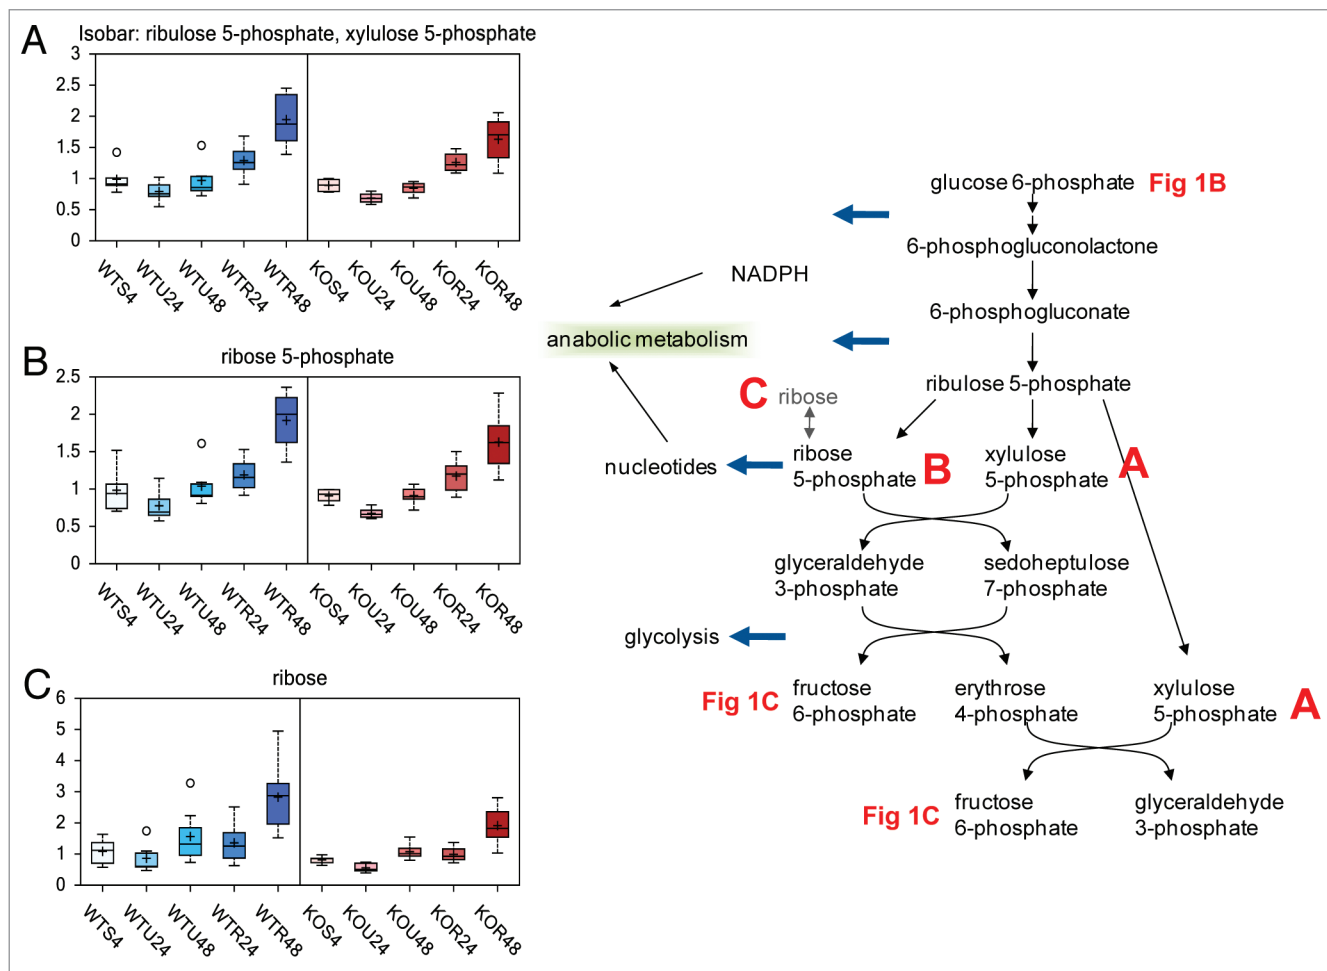 A
Isobar: ribulose 5-phosphate, xylulose 5-phosphate
3
2.5
2
1.5
1
0.5
0
WTS4
WTU24
WTU48
WTR24
WTR48
KOS4
KOU24
KOU48
KOR24
KOR48
B
ribose 5-phosphate
2.5
2
1.5
1
0.5
0
WTS4
WTU24
WTU48
WTR24
WTR48
KOS4
KOU24
KOU48
KOR24
KOR48
C
ribose
6
5
4
3
2
1
0
WTS4
WTU24
WTU48
WTR24
WTR48
KOS4
KOU24
KOU48
KOR24
KOR48
glucose 6-phosphate Fig 1B
6-phosphogluconolactone
NADPH
6-phosphogluconate
anabolic metabolism
ribulose 5-phosphate
C ribose
nucleotides
ribose
5-phosphate B
xylulose
5-phosphate A
glyceraldehyde
3-phosphate
sedoheptulose
7-phosphate
glycolysis
Fig 1C
fructose
6-phosphate
erythrose
4-phosphate
xylulose
5-phosphate A
Fig 1C
fructose
6-phosphate
glyceraldehyde
3-phosphate